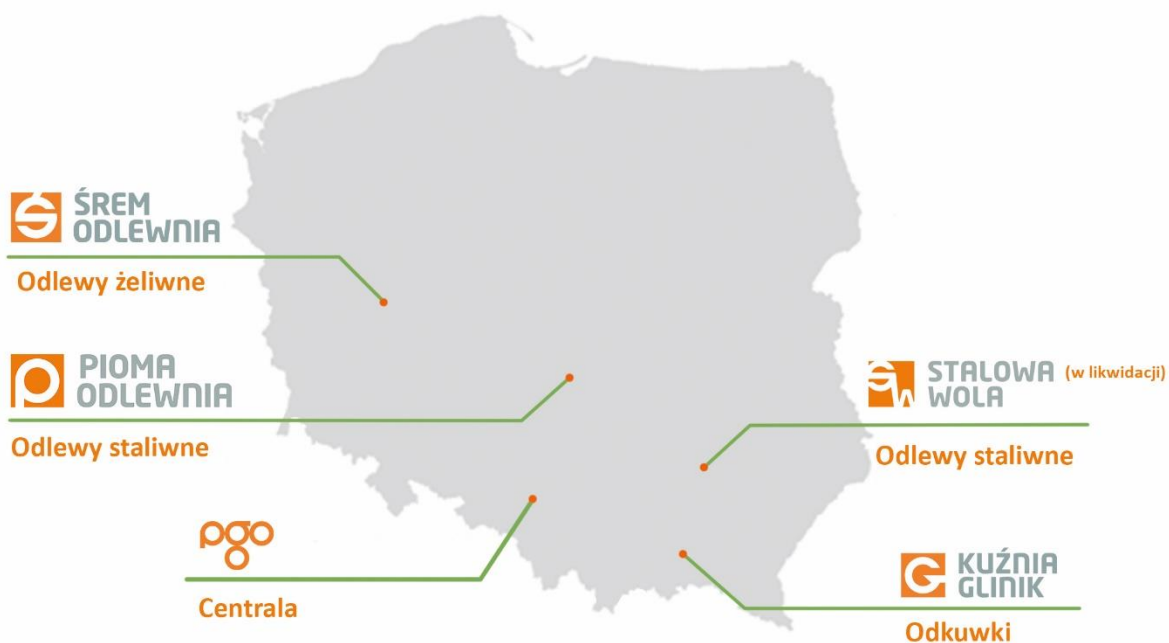 ŚREM
ODLEWNIA
Odlewy żeliwne
PIOMA
ODLEWNIA
Odlewy staliwne
STALOWA (w likwidacji)
WOLA
Odlewy staliwne
pgo
Centrala
KUŹNIA
GLINIK
Odkuwki